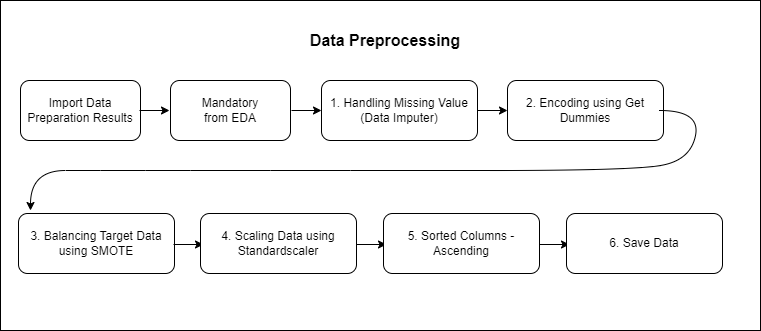 Data Preprocessing
Import Data
Preparation Results
Mandatory
from EDA
1. Handling Missing Value
(Data Imputer)
2. Encoding using Get
Dummies
3. Balancing Target Data
using SMOTE
4. Scaling Data using
Standardscaler
5. Sorted Columns -
Ascending
6. Save Data